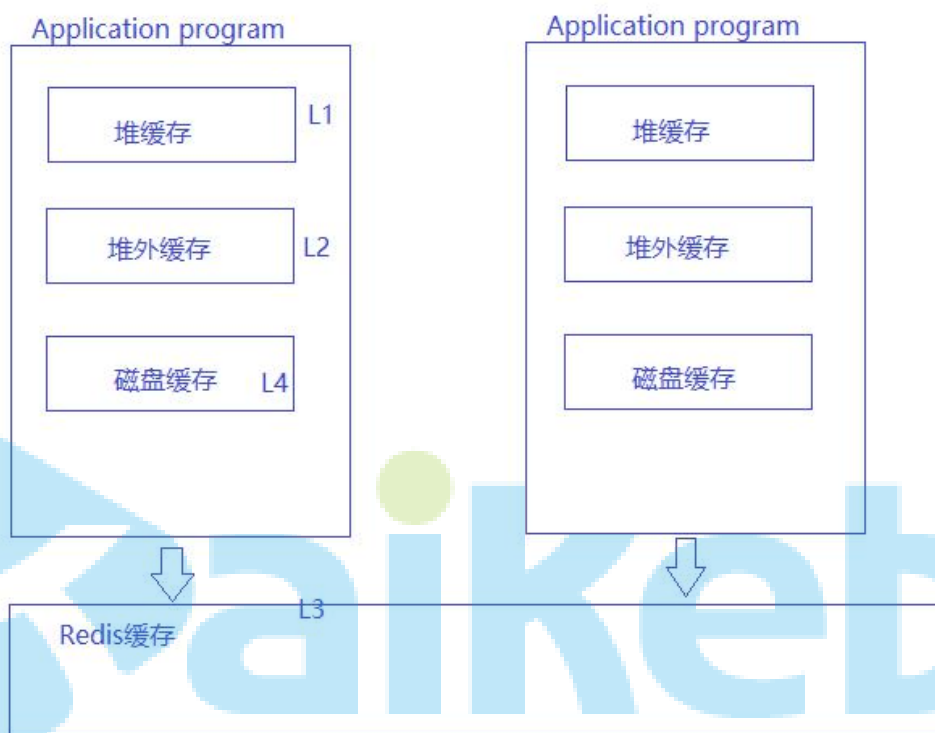 Application program
堆缓存 L1
堆外缓存 L2
磁盘缓存 L4
Application program
堆缓存
堆外缓存
磁盘缓存
L3
Redis缓存
aiket